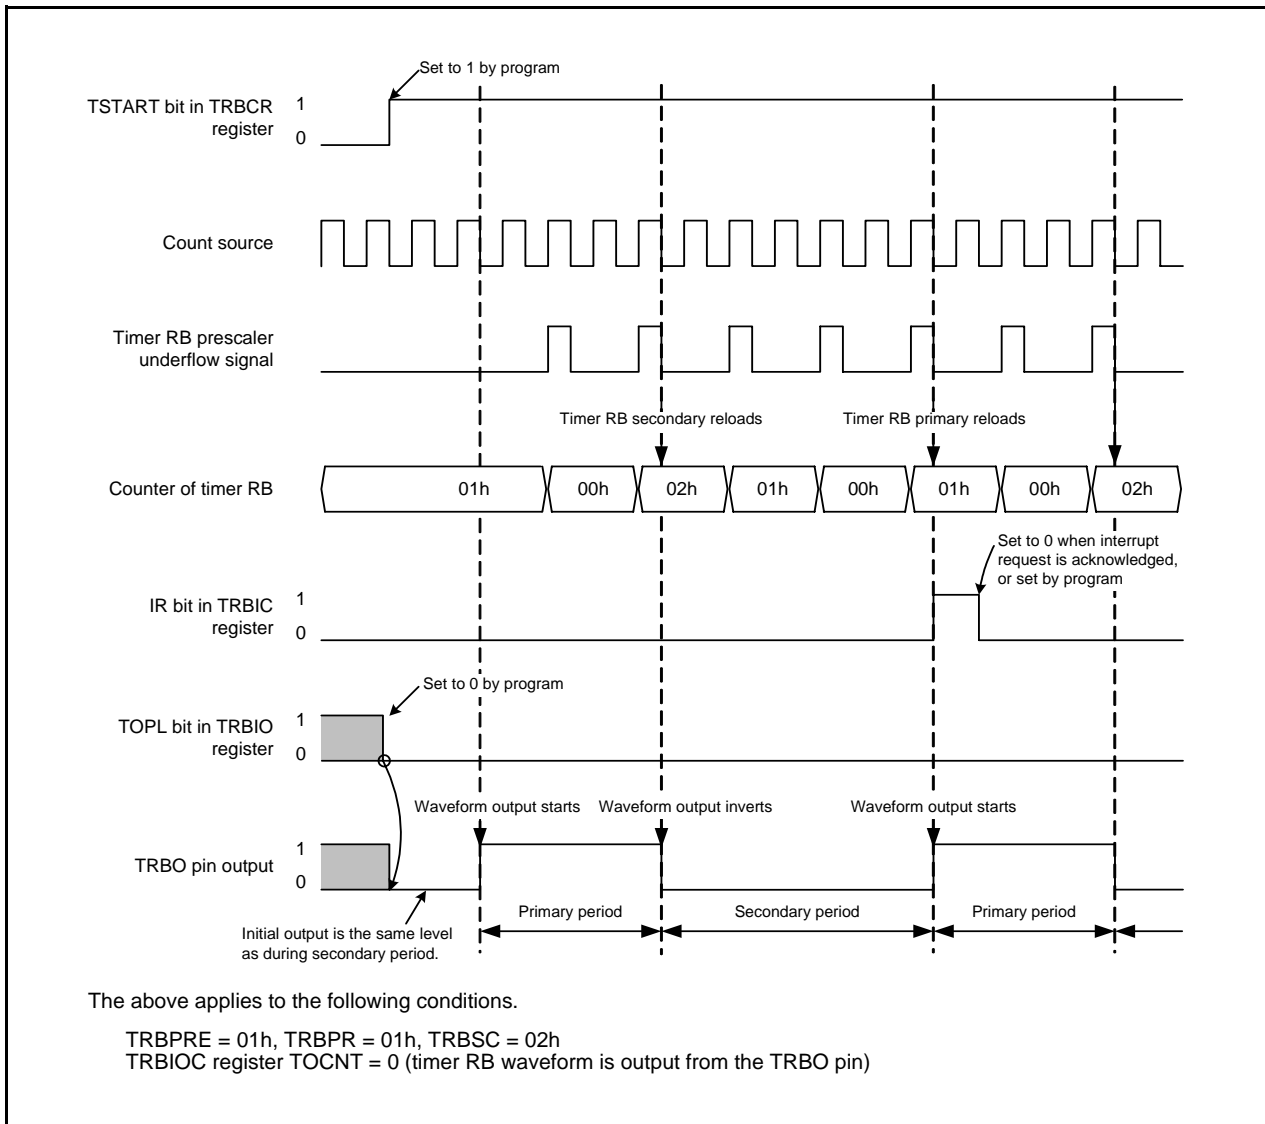 Set to 1 by program
TSTART bit in TRBCR
register
1
0
Count source
Timer RB prescaler
underflow signal
Timer RB secondary reloads
Timer RB primary reloads
Counter of timer RB
01h
00h
02h
01h
00h
01h
00h
02h
Set to 0 when interrupt
request is acknowledged,
or set by program
IR bit in TRBIC
register
1
0
Set to 0 by program
TOPL bit in TRBIO
register
1
0
Waveform output starts
Waveform output inverts
Waveform output starts
TRBO pin output
1
0
Primary period
Secondary period
Primary period
Initial output is the same level
as during secondary period.
The above applies to the following conditions.
TRBPRE = 01h, TRBPR = 01h, TRBSC = 02h
TRBIOC register TOCNT = 0 (timer RB waveform is output from the TRBO pin)